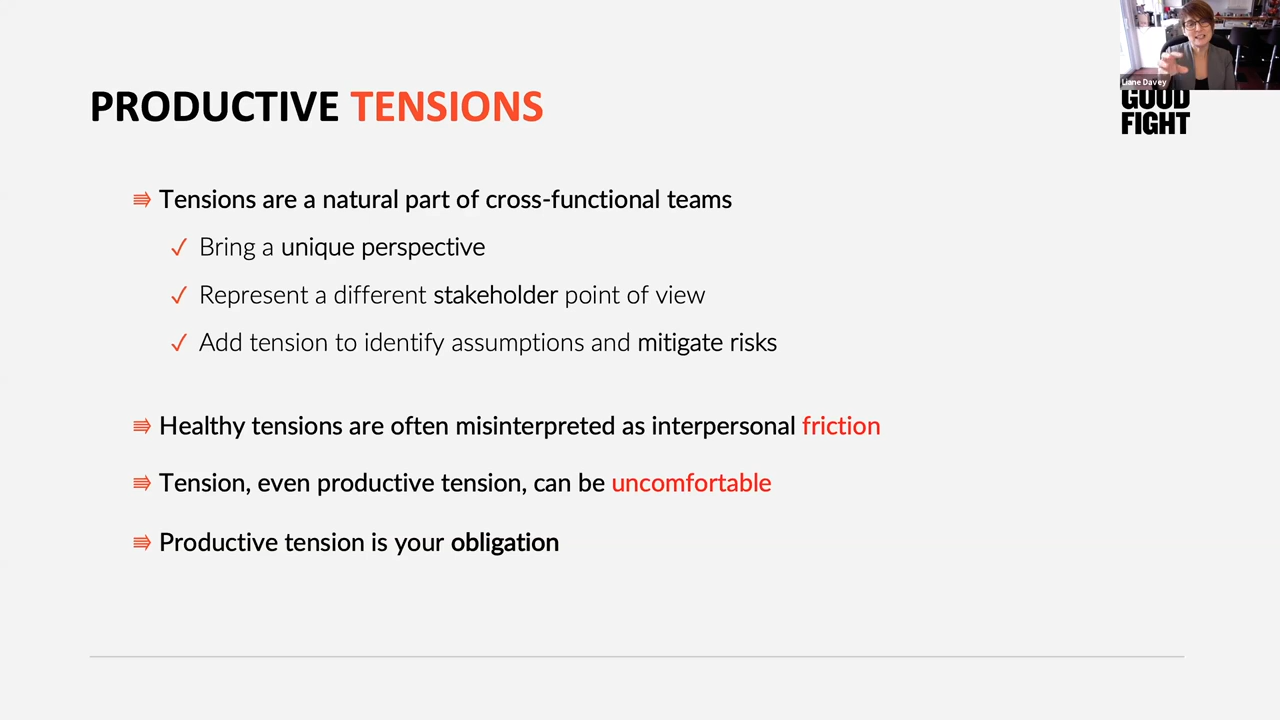 Liane Davey
PRODUCTIVE TENSIONS
GOOD
FIGHT
Tensions are a natural part of cross-functional teams
Bring a unique perspective
Represent a different stakeholder point of view
Add tension to identify assumptions and mitigate risks
Healthy tensions are often misinterpreted as interpersonal friction
Tension, even productive tension, can be uncomfortable
Productive tension is your obligation